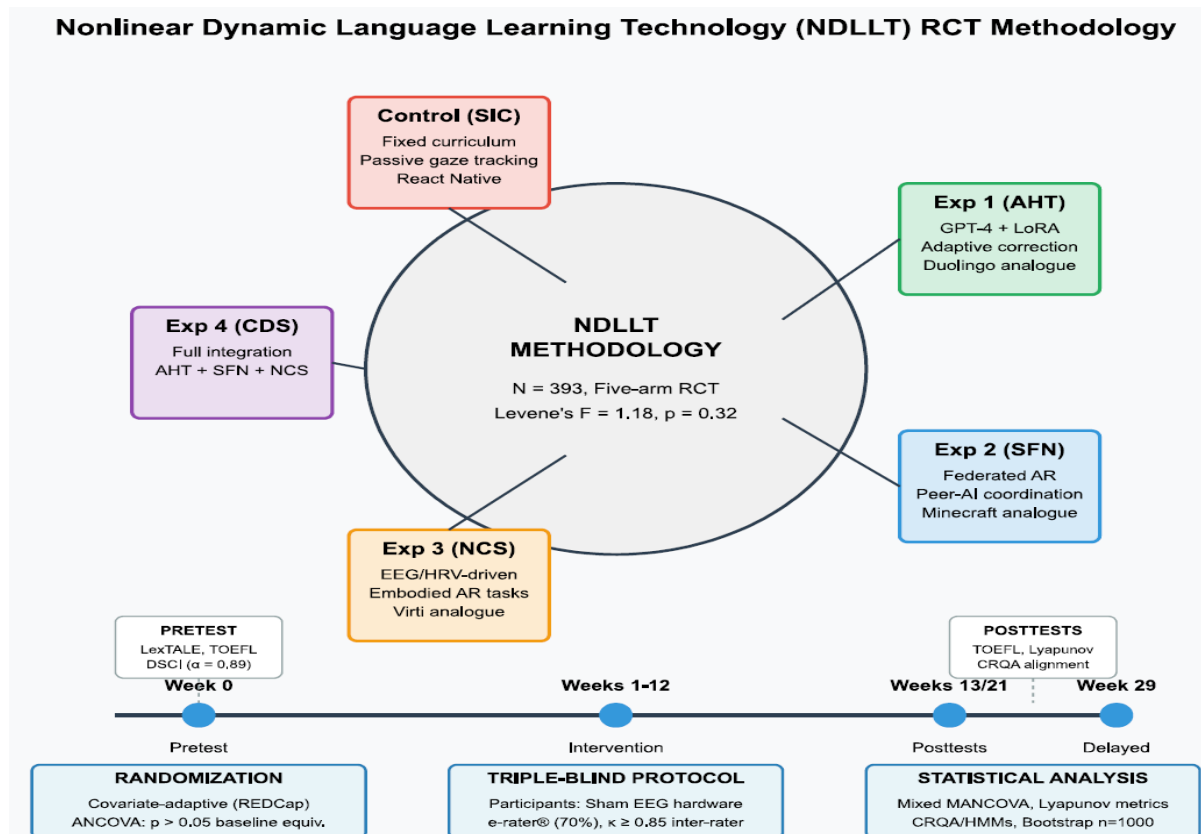 Nonlinear Dynamic Language Learning Technology (NDLLT) RCT Methodology
Control (SIC)
Fixed curriculum
Passive gaze tracking
React Native
Exp 1 (AHT)
GPT-4 + LoRA
Adaptive correction
Duolingo analogue
Exp 4 (CDS)
Full integration
AHT + SFN + NCS
NDLLT
METHODOLOGY
N = 393, Five-arm RCT
Levene's F = 1.18, p = 0.32
Exp 2 (SFN)
Federated AR
Peer-AI coordination
Minecraft analogue
Exp 3 (NCS)
EEG/HRV-driven
Embodied AR tasks
Virti analogue
PRETEST
LexTALE, TOEFL
DSCI (α = 0,89)
POSTTESTS
TOEFL, Lyapunov
CRQA alignment
Week 0
Weeks 1-12
Weeks 13/21
Week 29
Pretest
Intervention
Posttests
Delayed
RANDOMIZATION
Covariate-adaptive (REDCap)
ANCOVA: p > 0.05 baseline equiv.
TRIPLE-BLIND PROTOCOL
Participants: Sham EEG hardware
e-rater® (70%), κ ≥ 0.85 inter-rater
STATISTICAL ANALYSIS
Mixed MANCOVA, Lyapunov metrics
CRQA/HMMs, Bootstrap n=1000